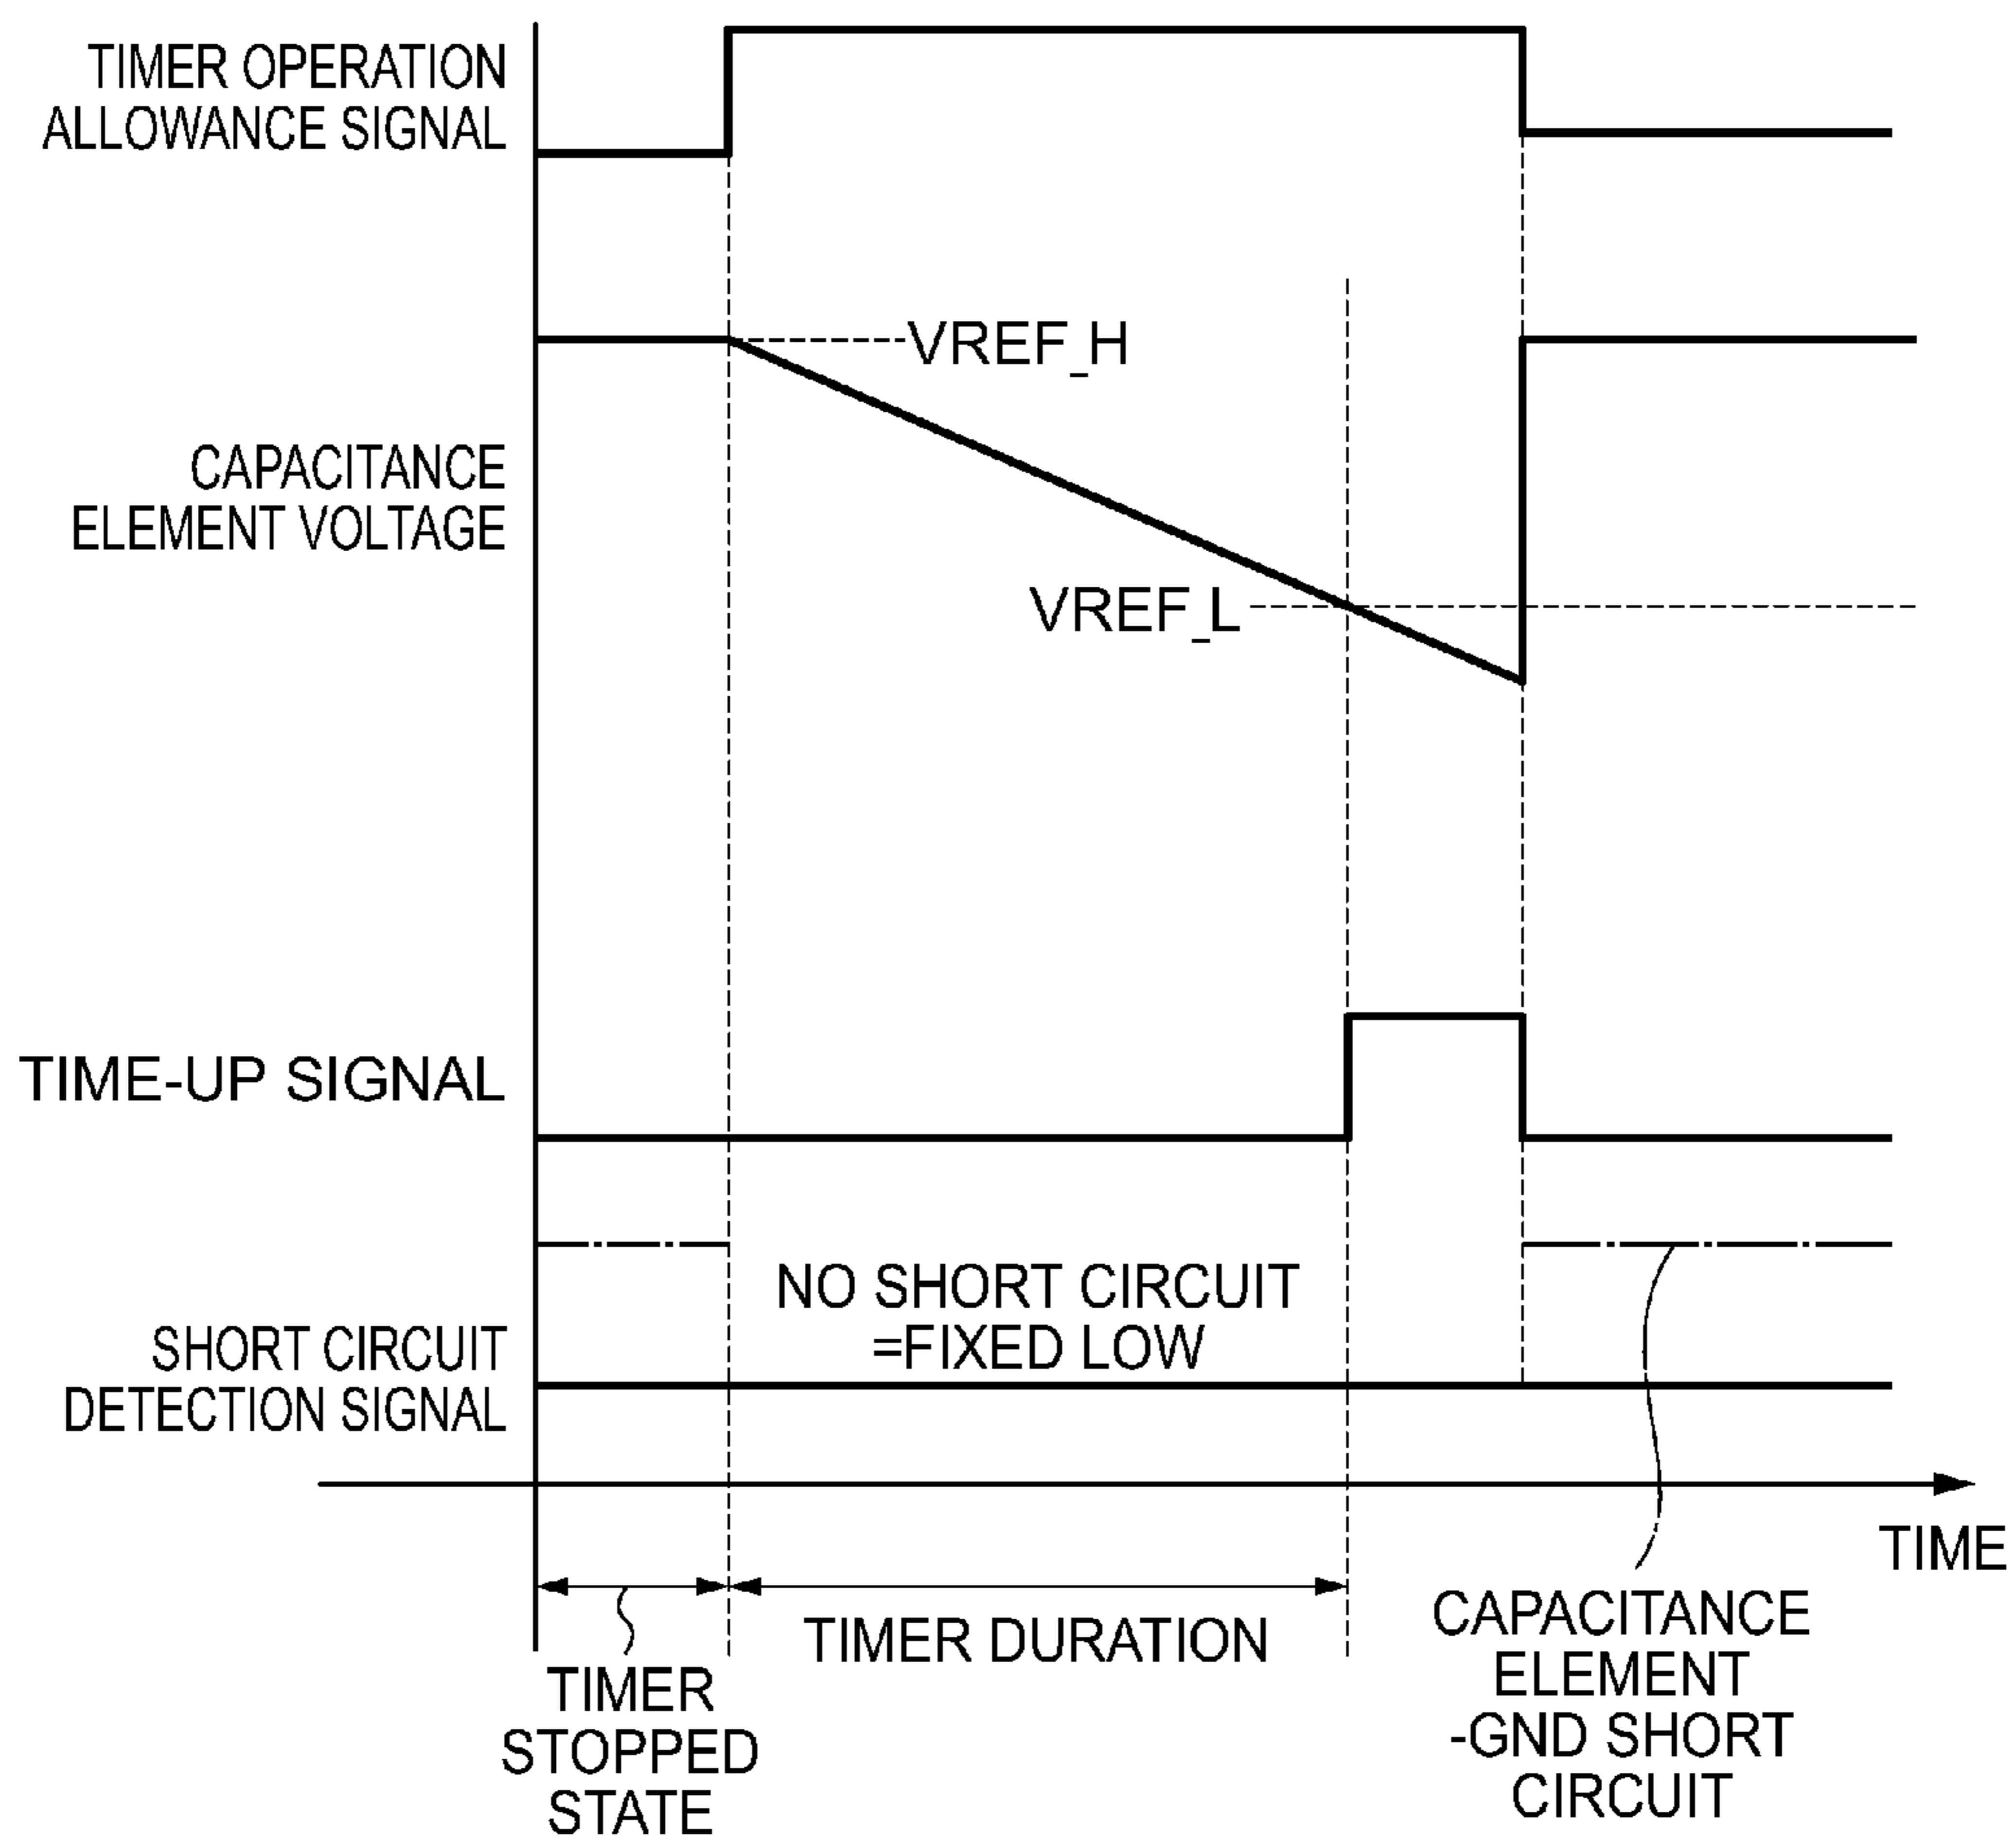 TIMER OPERATION
ALLOWANCE SIGNAL
VREF_H
CAPACITANCE
ELEMENT VOLTAGE
VREF_L
TIME-UP SIGNAL
NO SHORT CIRCUIT
=FIXED LOW
SHORT CIRCUIT
DETECTION SIGNAL
TIME
TIMER DURATION
TIMER
STOPPED
STATE
CAPACITANCE
ELEMENT
-GND SHORT
CIRCUIT